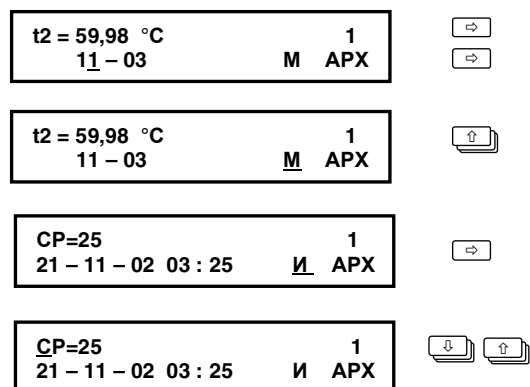 t2 = 59,98 °C 1
11 – 03 М АРХ
t2 = 59,98 °C 1
11 – 03 М АРХ
СР=25 1
21 – 11 – 02 03 : 25 И АРХ
СР=25 1
21 – 11 – 02 03 : 25 И АРХ